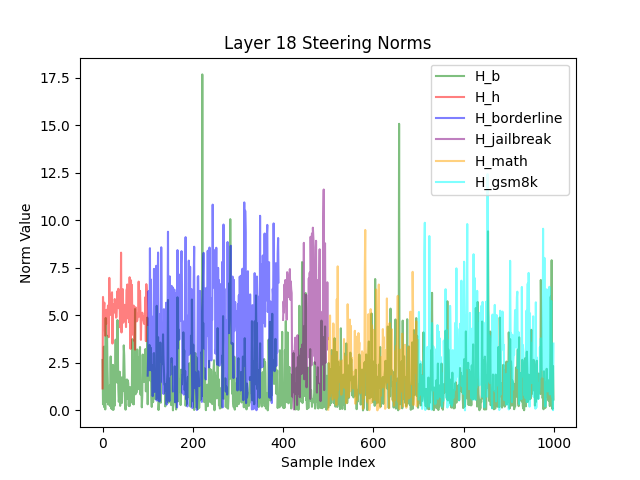 Layer 18 Steering Norms
17.5
15.0
12.5
10.0
7.5
5.0
2.5
0.0
Norm Value
H_b
H_h
H_borderline
H_jailbreak
H_math
H_gsm8k
0 200 400 600 800 1000
Sample Index